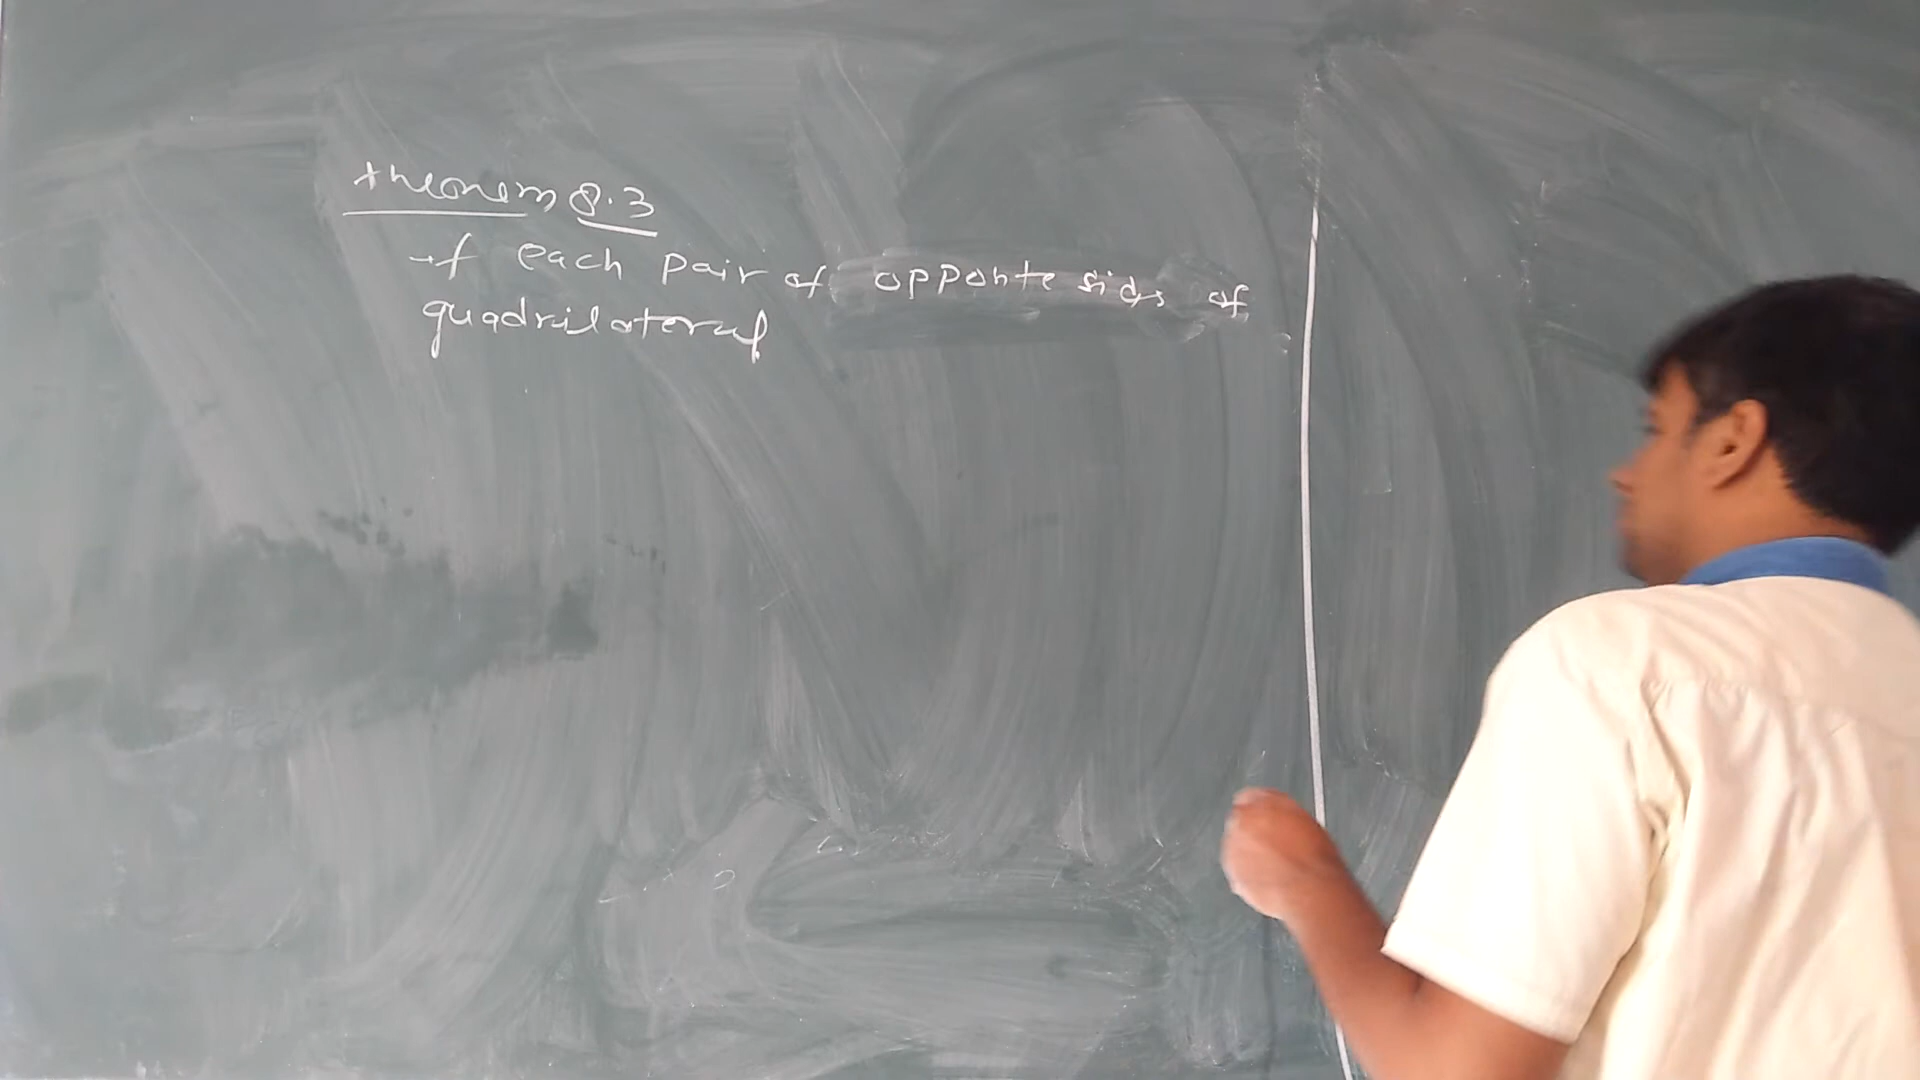 theorem 8.3
if each pair of opposite sides of
quadrilateral